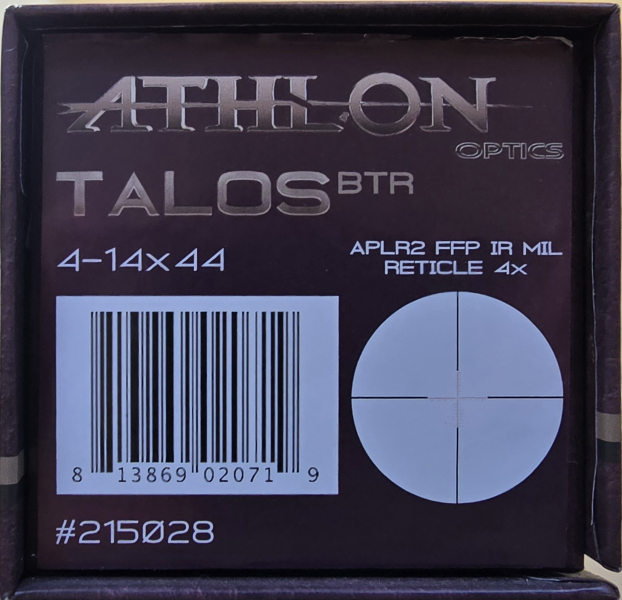 ATHLON
OPTICS
TALOS BTR
4-14x44
APLR2 FFP IR MIL
RETICLE 4x
8 13869 02071 9
#215028